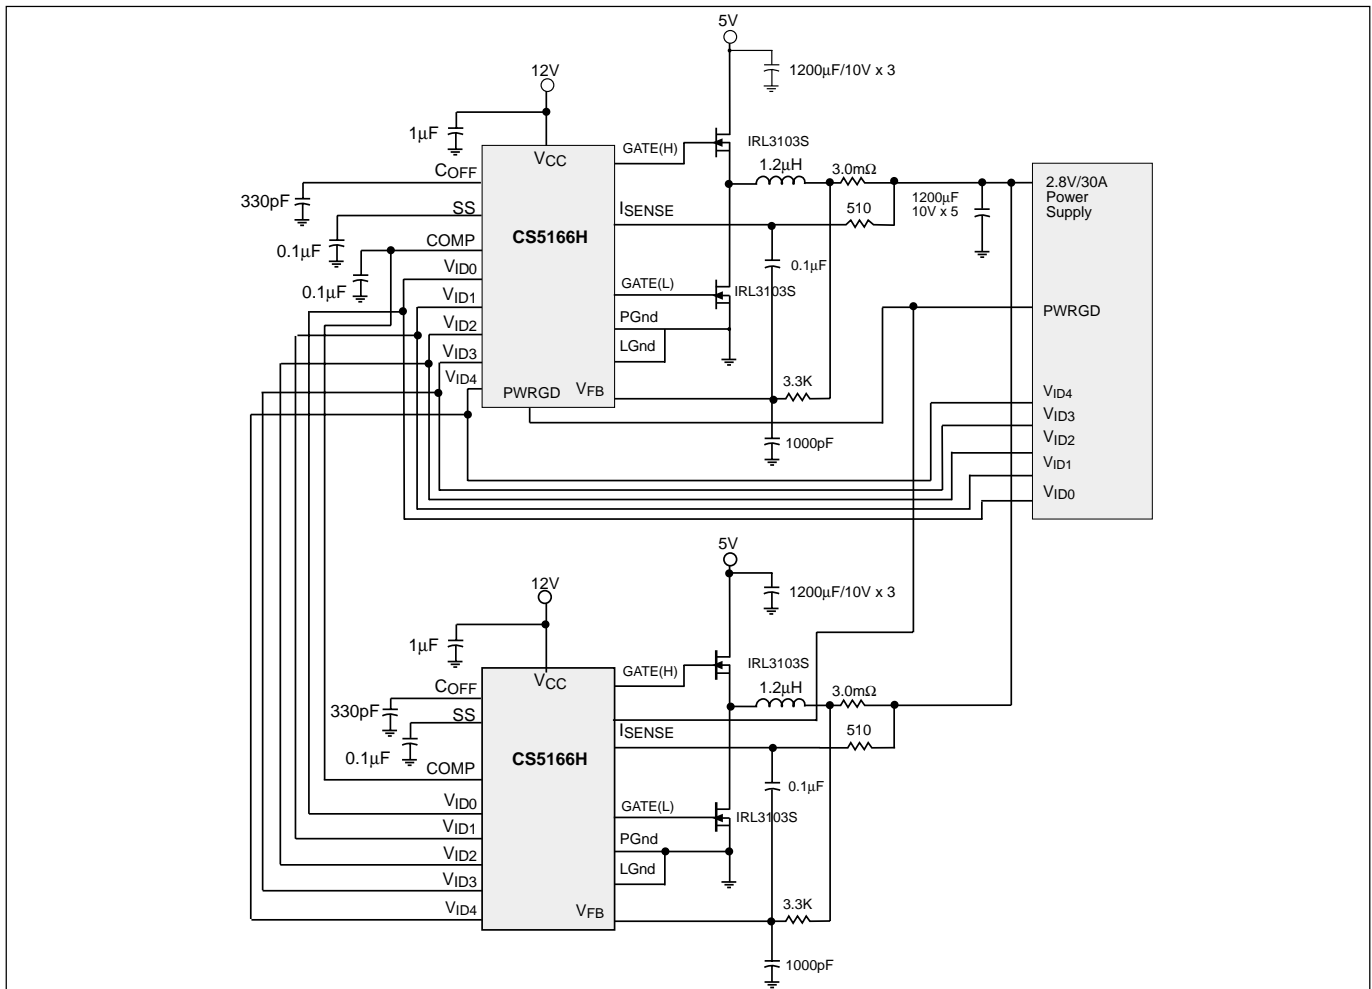 5V
1200µF/10V x 3
12V
1µF
VCC
GATE(H)
IRL3103S
1.2µH
3.0mΩ
COFF
330pF
SS
ISENSE
510
1200µF
10V x 5
2.8V/30A
Power
Supply
0.1µF
COMP
CS5166H
0.1µF
VID0
0.1µF
VID1
GATE(L)
IRL3103S
VID2
PGnd
PWRGD
VID3
LGnd
VID4
PWRGD
VFB
3.3K
1000pF
VID4
VID3
VID2
VID1
VID0
5V
1200µF/10V x 3
12V
1µF
VCC
GATE(H)
IRL3103S
1.2µH
3.0mΩ
COFF
330pF
SS
ISENSE
510
0.1µF
COMP
CS5166H
0.1µF
VID0
GATE(L)
IRL3103S
VID1
PGnd
VID2
LGnd
VID3
VID4
VFB
3.3K
1000pF